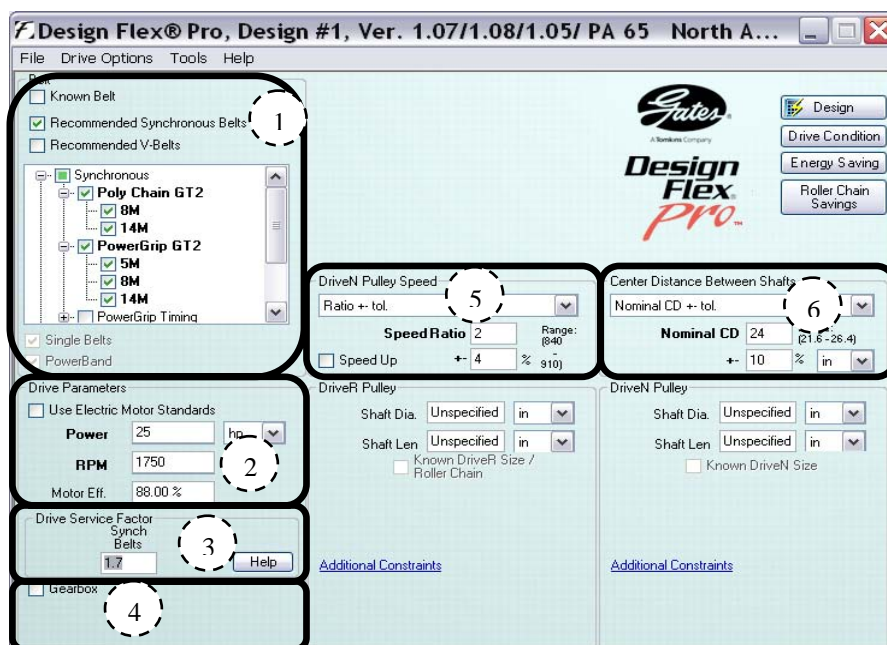 Design Flex® Pro, Design #1, Ver. 1.07/1.08/1.05/ PA 65 North A...
File Drive Options Tools Help
Known Belt
Recommended Synchronous Belts
1
Recommended V-Belts
Synchronous
Poly Chain GT2
8M
14M
PowerGrip GT2
5M
8M
14M
PowerGrip Timing
Single Belts
PowerBand
Gates®
A Tomkins Company
Design
Flex®
Pro™
Design
Drive Condition
Energy Saving
Roller Chain
Savings
DriveN Pulley Speed
5
Ratio +- tol.
Speed Ratio 2 Range:
(840
-
910)
Speed Up +- 4 %
Center Distance Between Shafts
6
Nominal CD +- tol.
Nominal CD 24
(21.6 -26.4)
+- 10 % in
Drive Parameters
Use Electric Motor Standards
Power 25 hp
RPM 1750
2
Motor Eff. 88.00 %
DriveR Pulley
Shaft Dia. Unspecified in
Shaft Len Unspecified in
Known DriveR Size /
Roller Chain
Additional Constraints
DriveN Pulley
Shaft Dia. Unspecified in
Shaft Len Unspecified in
Known DriveN Size
Additional Constraints
Drive Service Factor
Synch
Belts
1.7
3
Help
Gearbox
4